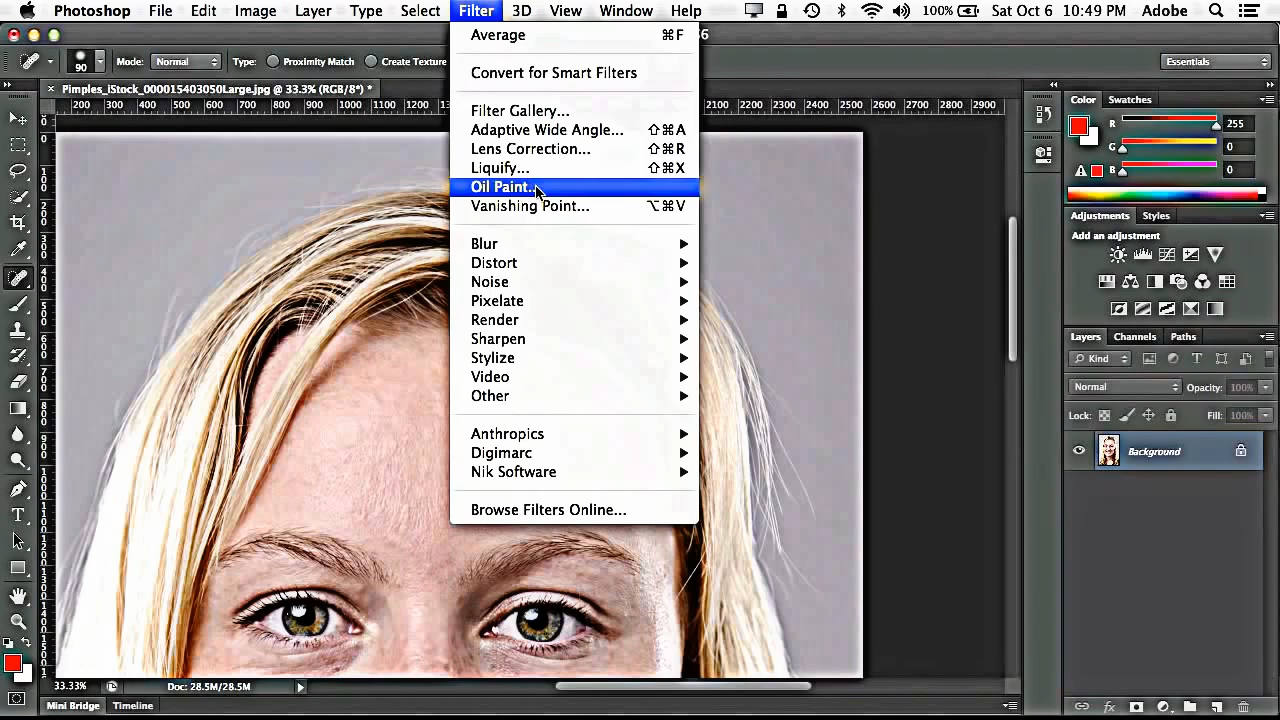 Photoshop File Edit Image Layer Type Select Filter 3D View Window Help 100% Sat Oct 6 10:49 PM Adobe
90 Mode: Normal Type: Proximity Match Create Texture Essentials
× Pimples_iStock_000015403050Large.jpg @ 33.3% (RGB/8*) *
200 300 400 500 600 700 800 900 1000 1100 1200 2100 2200 2300 2400 2500 2600 2700 2800 2900
Average ⌘F
Convert for Smart Filters
Filter Gallery...
Adaptive Wide Angle... ⇧⌘A
Lens Correction... ⇧⌘R
Liquify... ⇧⌘X
Oil Paint...
Vanishing Point... ⌥⌘V
Blur
Distort
Noise
Pixelate
Render
Sharpen
Stylize
Video
Other
Anthropics
Digimarc
Nik Software
Browse Filters Online...
Color Swatches
R 255
G 0
B 0
Adjustments Styles
Add an adjustment
Layers Channels Paths
Kind
Normal Opacity: 100%
Lock: Fill: 100%
Background
33.33% Doc: 28.5M/28.5M
Mini Bridge Timeline